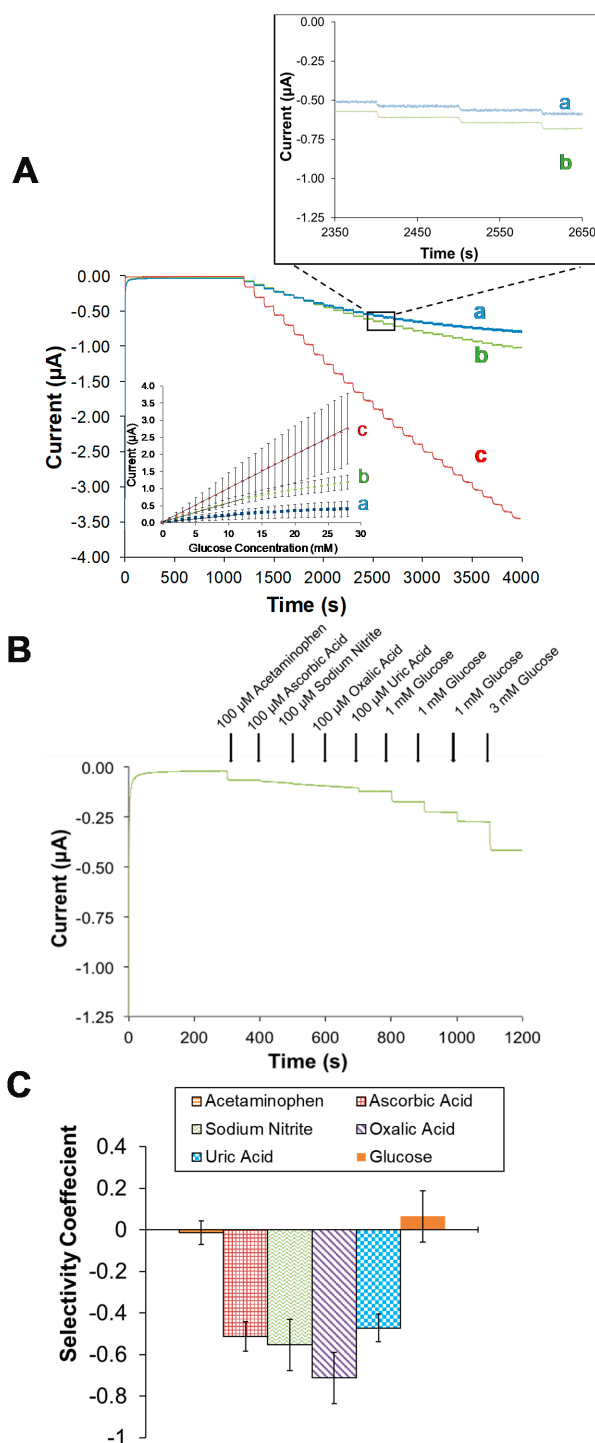 A
0.00
-0.25
-0.50
-0.75
-1.00
-1.25
Current (μA)
a
b
2350
2450
2550
2650
Time (s)
0.00
-0.50
-1.00
-1.50
-2.00
-2.50
-3.00
-3.50
-4.00
Current (μA)
a
b
c
4.0
3.5
3.0
2.5
2.0
1.5
1.0
0.5
0.0
Current (μA)
c
b
a
0
10
20
30
Glucose Concentration (mM)
0
500
1000
1500
2000
2500
3000
3500
4000
Time (s)
B
100 μM Acetaminophen
100 μM Ascorbic Acid
100 μM Sodium Nitrite
100 μM Oxalic Acid
100 μM Uric Acid
1 mM Glucose
1 mM Glucose
1 mM Glucose
3 mM Glucose
0.00
-0.25
-0.50
-0.75
-1.00
-1.25
Current (μA)
0
200
400
600
800
1000
1200
Time (s)
C
Acetaminophen
Ascorbic Acid
Sodium Nitrite
Oxalic Acid
Uric Acid
Glucose
0.4
0.2
0
-0.2
-0.4
-0.6
-0.8
-1
Selectivity Coeffecient